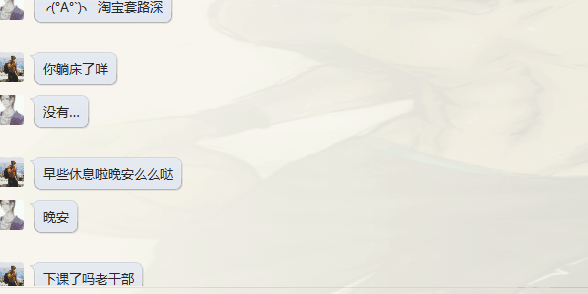 ╭(°A°`)╮ 淘宝套路深
你躺床了咩
没有...
早些休息啦晚安么么哒
晚安
下课了吗老干部